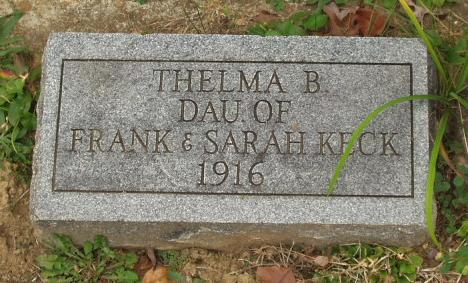 THELMA B.
DAU. OF
FRANK & SARAH KECK
1916